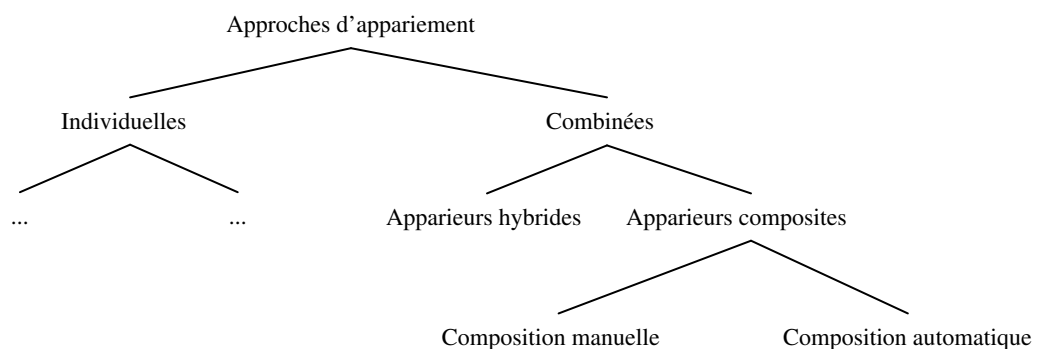 Approches d’appariement
Individuelles Combinées
... ... Apparieurs hybrides Apparieurs composites
Composition manuelle Composition automatique